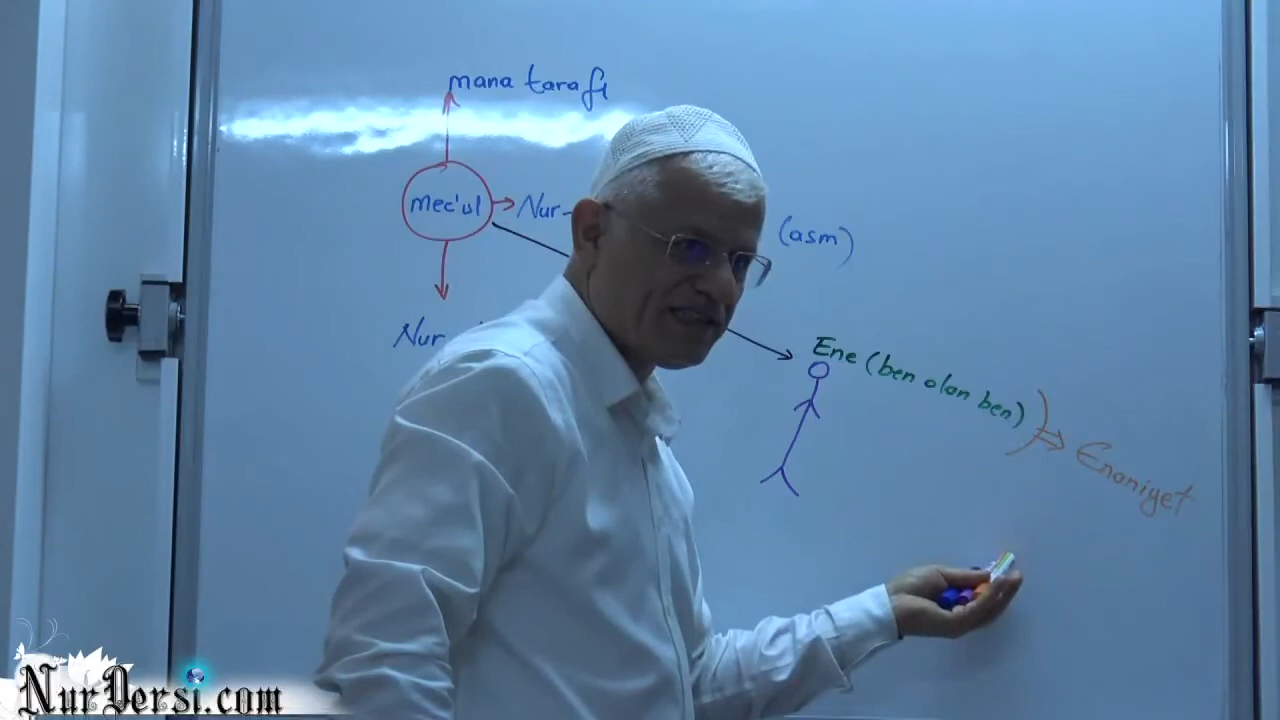 mana tarafı
mec'ul
Nur-
(asm)
Nur
Ene (ben olan ben)
Enaniyet
NurDersi.com